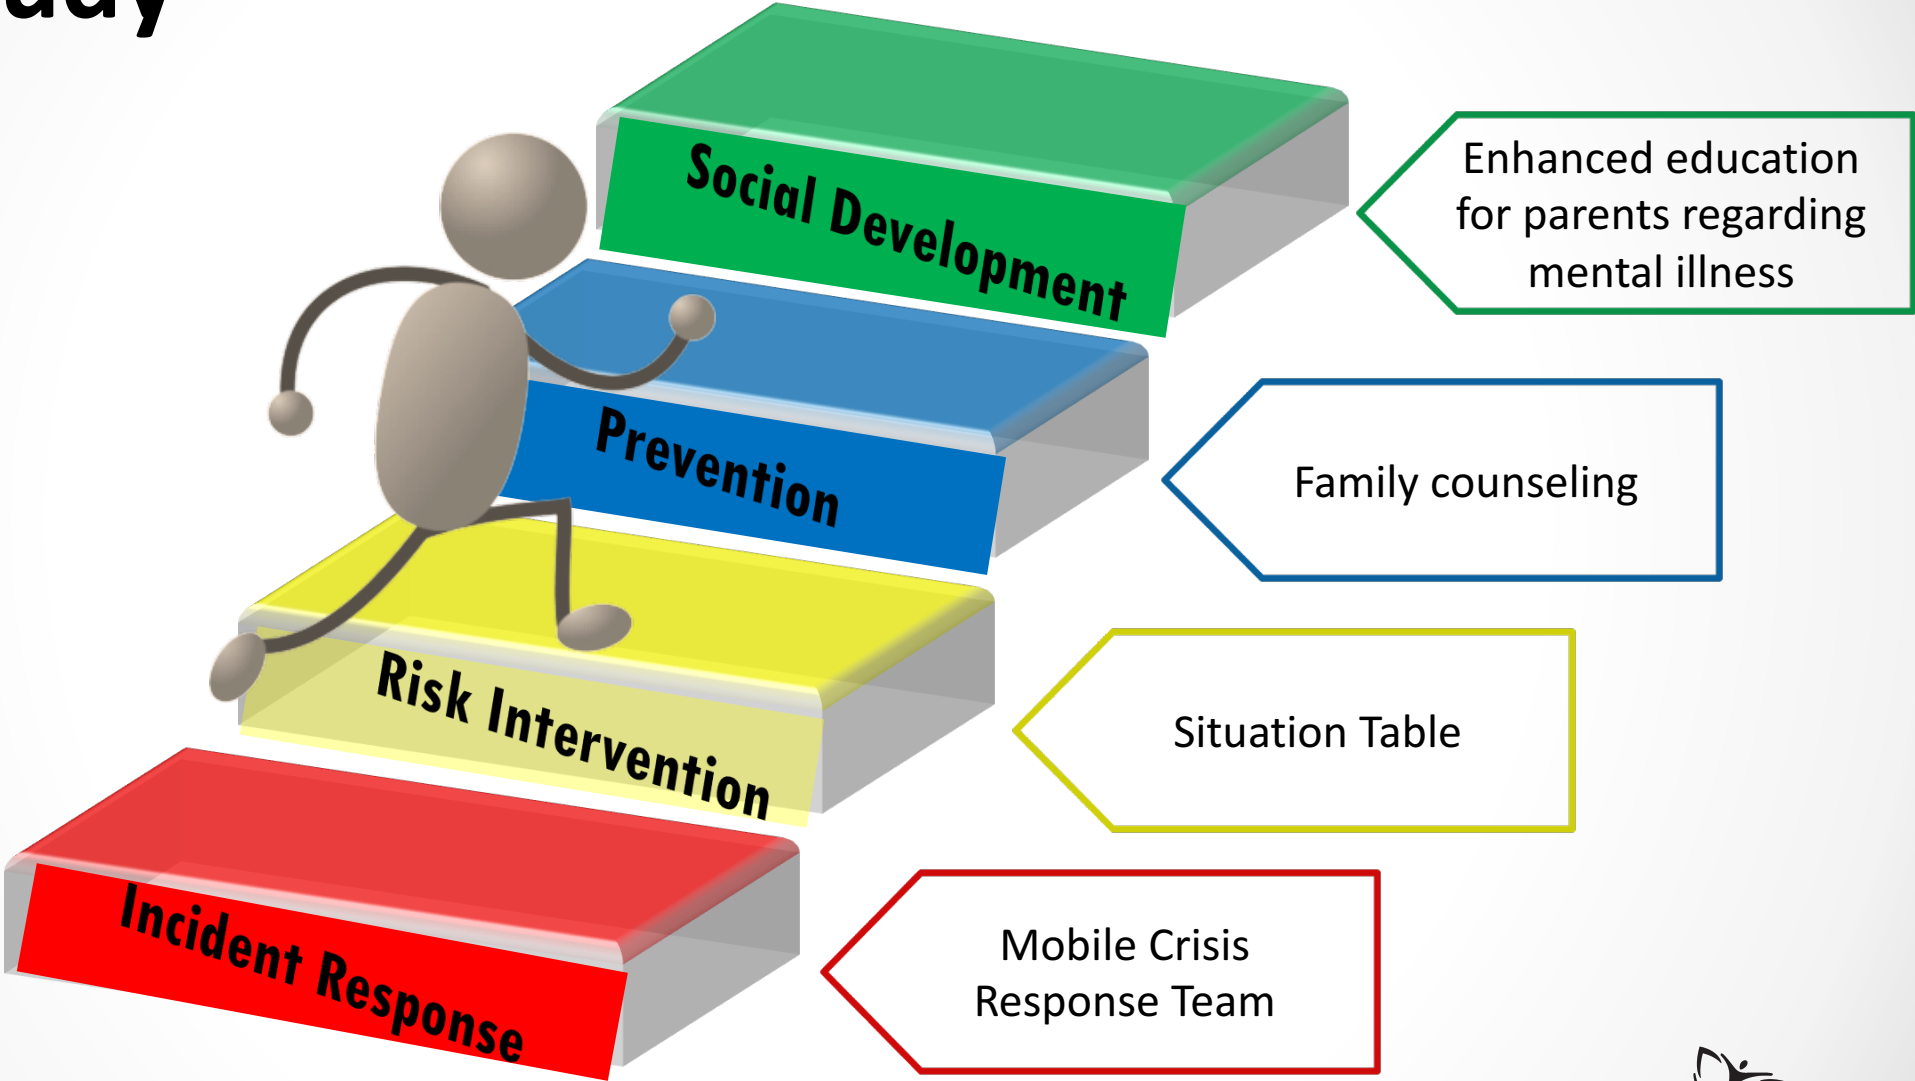 Social Development
Enhanced education
for parents regarding
mental illness
Prevention
Family counseling
Risk Intervention
Situation Table
Incident Response
Mobile Crisis
Response Team